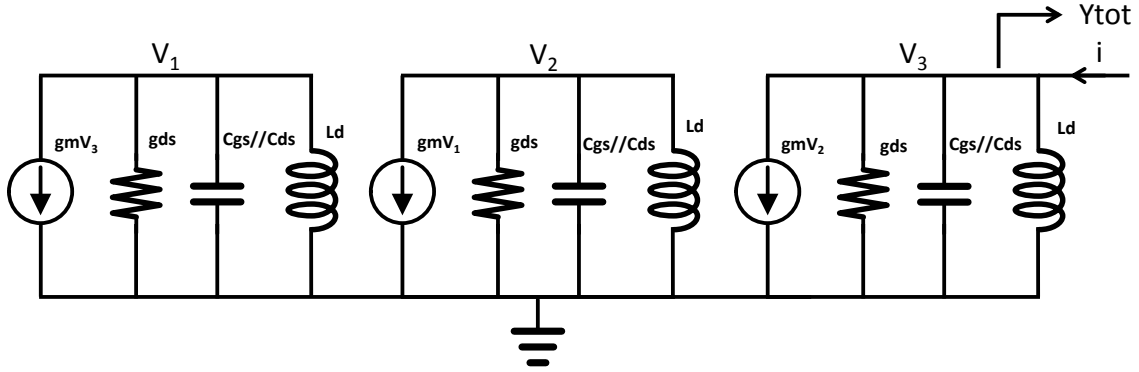 Ytot
V1 V2 V3 i
gmV3 gds Cgs//Cds Ld gmV1 gds Cgs//Cds Ld gmV2 gds Cgs//Cds Ld